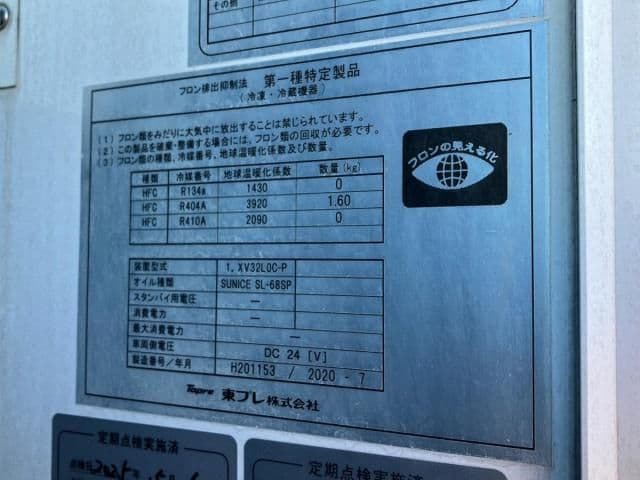 その他
フロン排出抑制法 第一種特定製品
(冷凍・冷蔵機器)
(1) フロン類をみだりに大気中に放出することは禁じられています。
(2) この製品を廃棄・整備する場合には、フロン類の回収が必要です。
(3) フロン類の種類、冷媒番号、地球温暖化係数及び数量。
フロンの見える化
種類 冷媒番号 地球温暖化係数 数量(kg)
HFC R134a 1430 0
HFC R404A 3920 1.60
HFC R410A 2090 0
装置型式 1. XV32LOC-P
オイル種類 SUNICE SL-68SP
スタンバイ用電圧 —
消費電力 —
最大消費電力 —
車両側電圧 DC 24 [V]
製造番号/年月 H201153 / 2020 - 7
Topre 東プレ株式会社
定期点検実施済
定期点検実施済
点検日 2025年